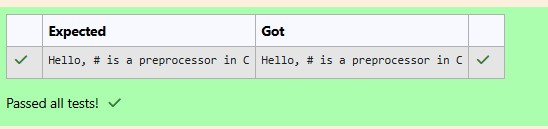 Expected Got
Hello, # is a preprocessor in C Hello, # is a preprocessor in C
Passed all tests!